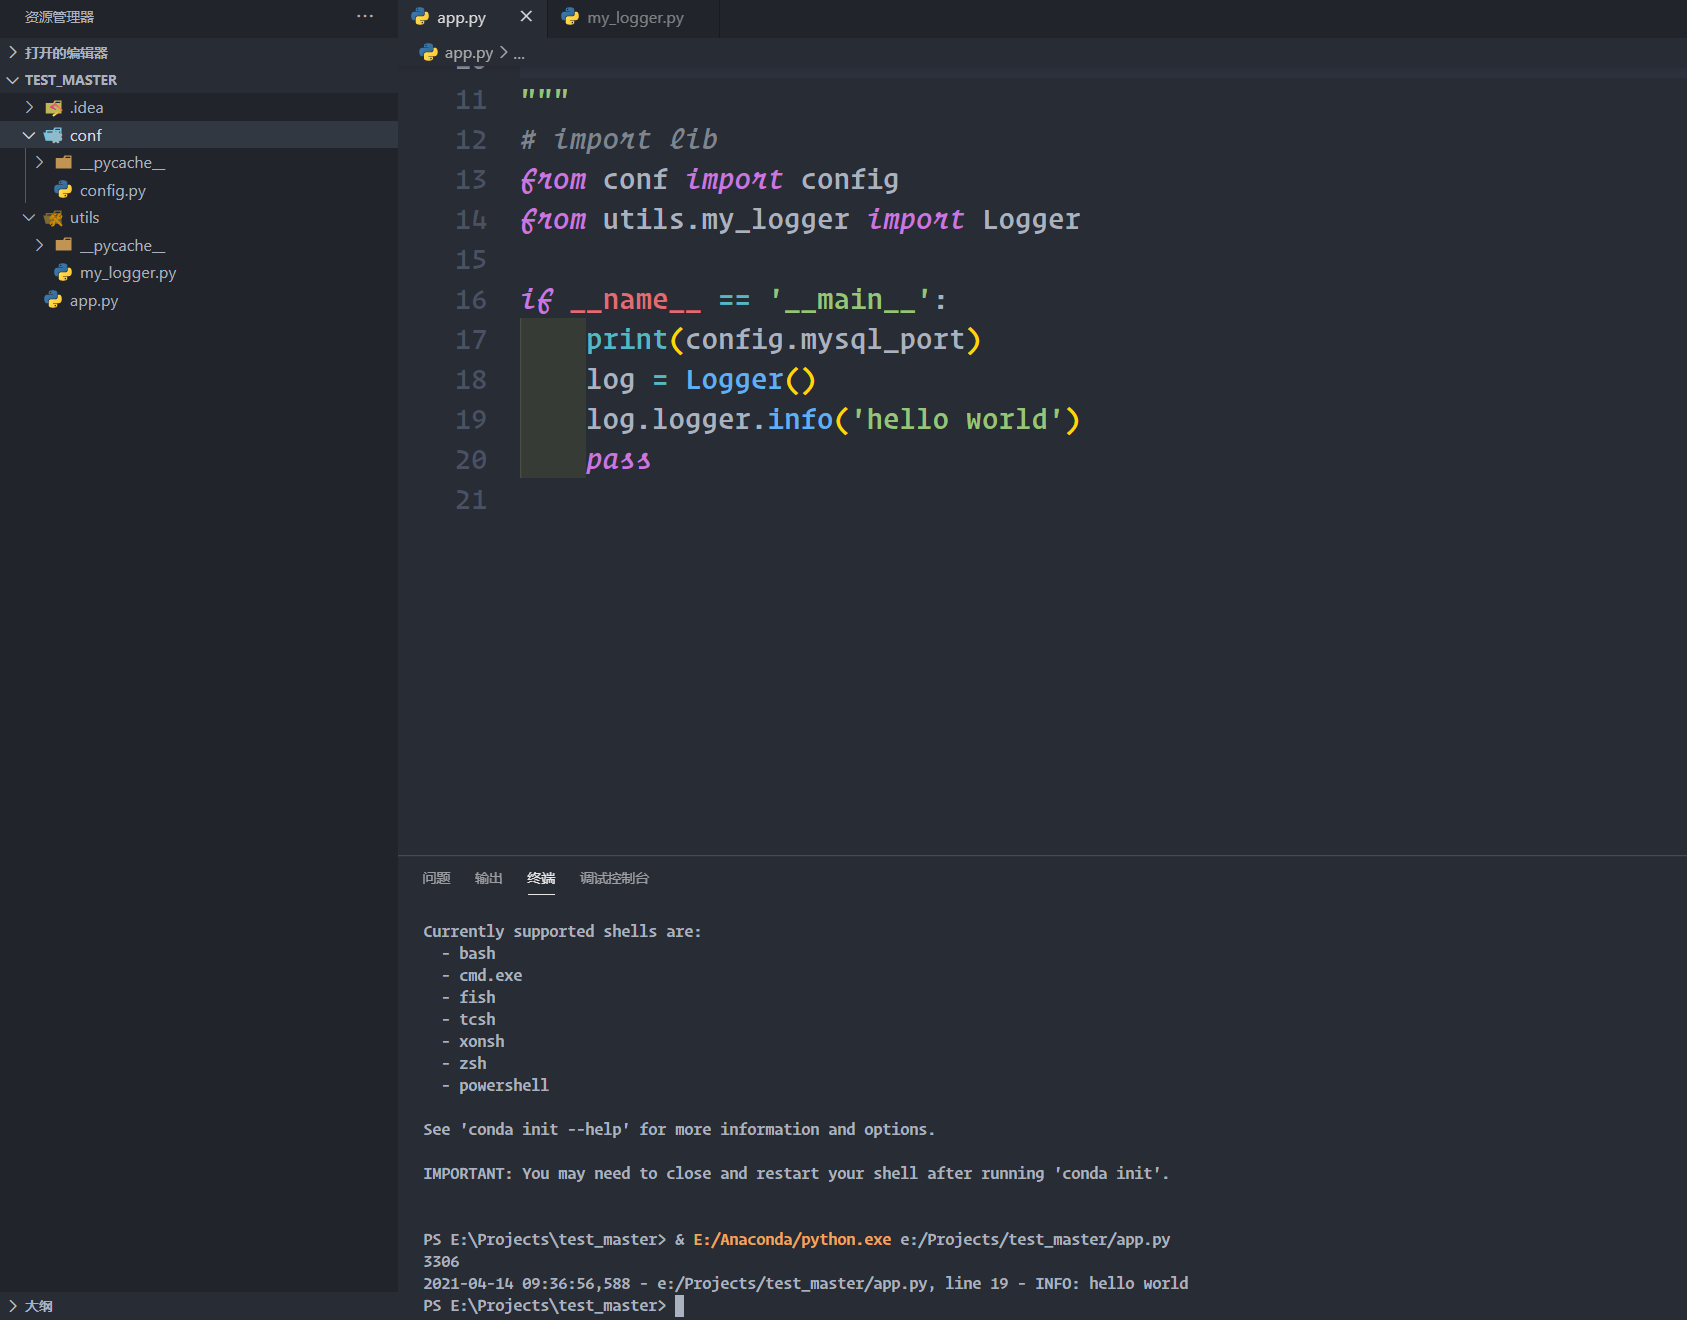 资源管理器
打开的编辑器
TEST_MASTER
.idea
conf
__pycache__
config.py
utils
__pycache__
my_logger.py
app.py
大纲
app.py
my_logger.py
app.py > ...
11 """
12 # import lib
13 from conf import config
14 from utils.my_logger import Logger
15
16 if __name__ == '__main__':
17 print(config.mysql_port)
18 log = Logger()
19 log.logger.info('hello world')
20 pass
21
问题 输出 终端 调试控制台
Currently supported shells are:
- bash
- cmd.exe
- fish
- tcsh
- xonsh
- zsh
- powershell
See 'conda init --help' for more information and options.
IMPORTANT: You may need to close and restart your shell after running 'conda init'.
PS E:\Projects\test_master> & E:/Anaconda/python.exe e:/Projects/test_master/app.py
3306
2021-04-14 09:36:56,588 - e:/Projects/test_master/app.py, line 19 - INFO: hello world
PS E:\Projects\test_master>